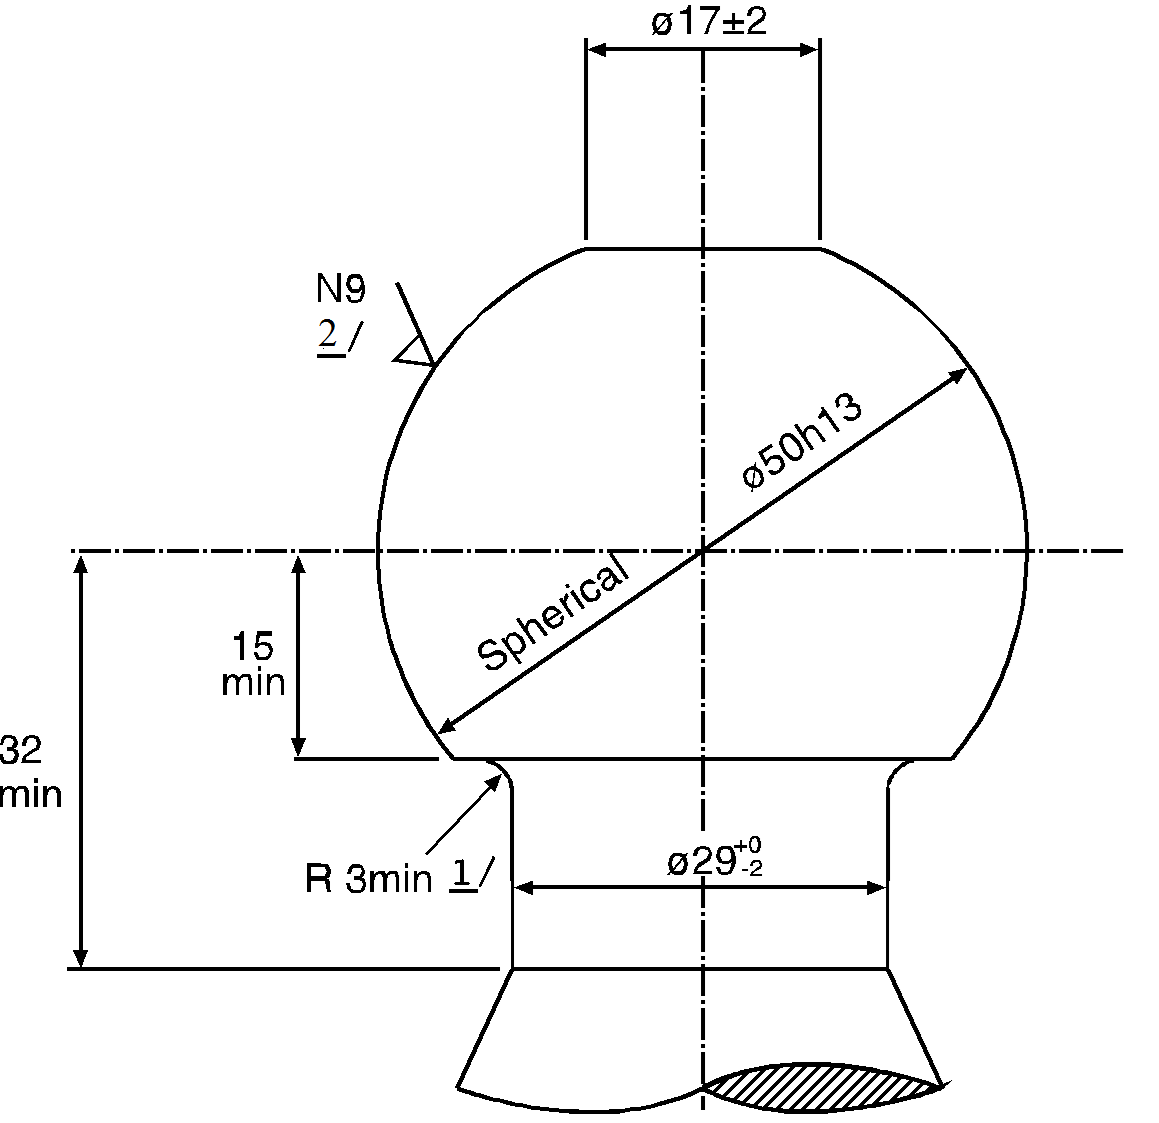 ø17±2
N9
2/
ø50h13
Spherical
15
min
32
min
R 3min 1/
ø29+0
-2